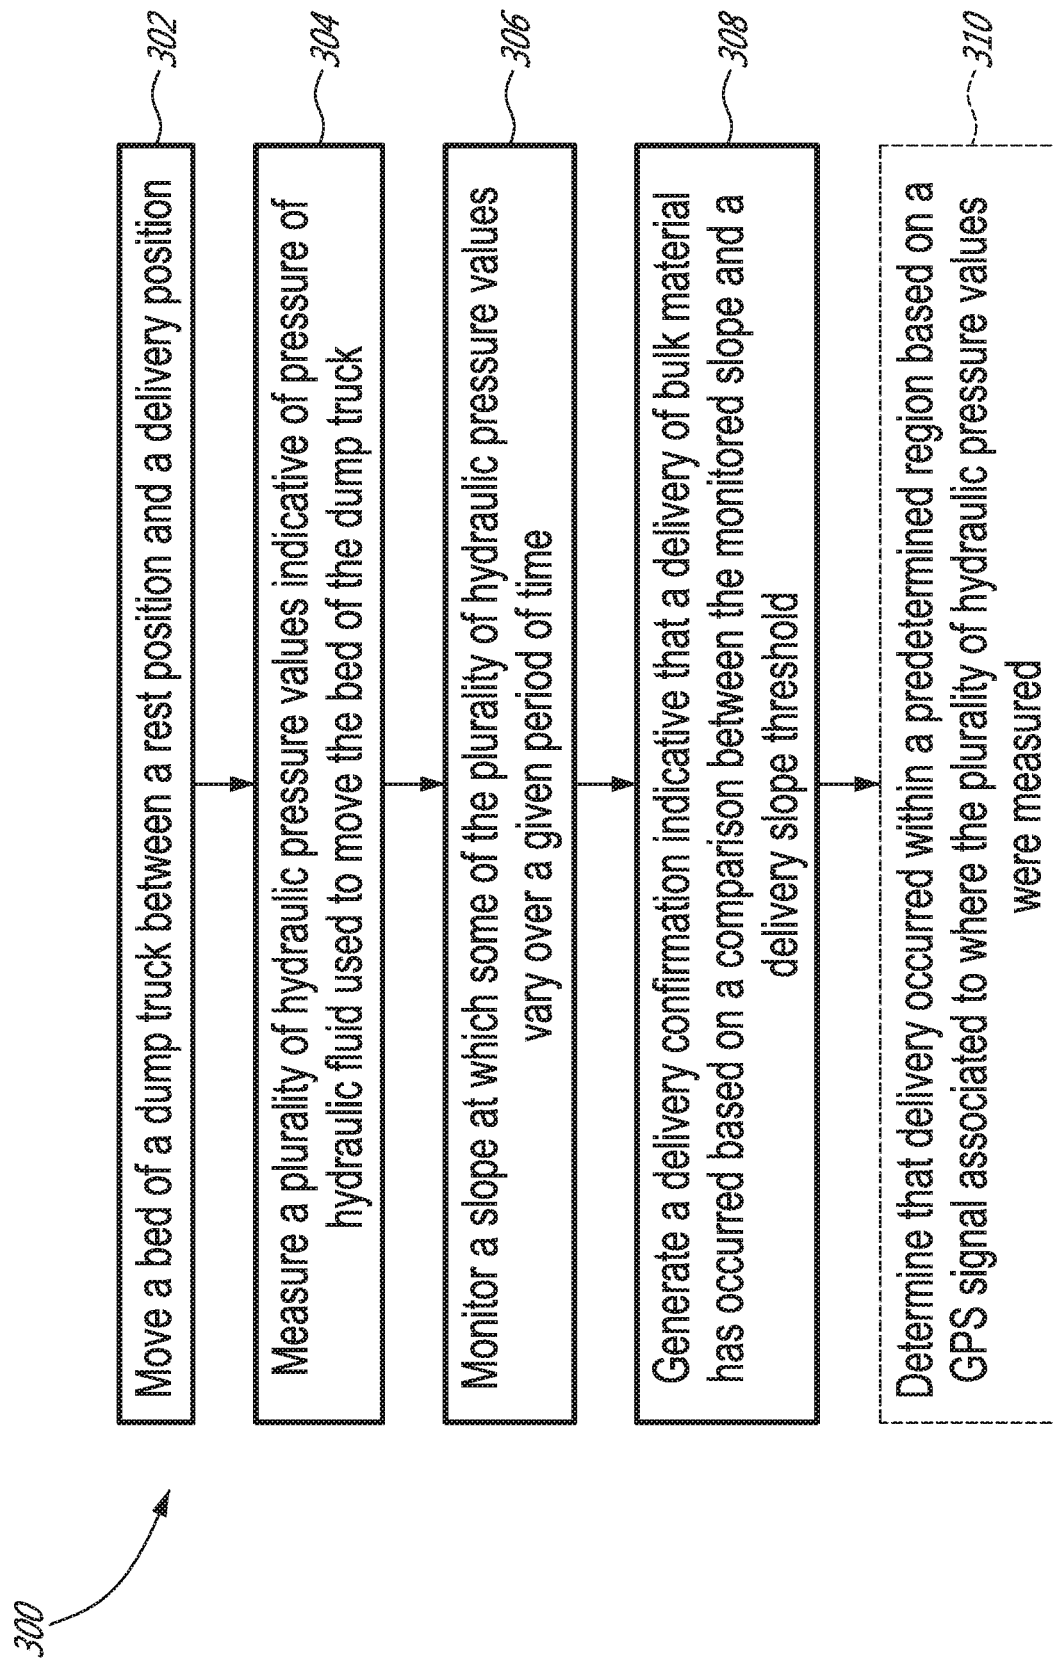 300
Move a bed of a dump truck between a rest position and a delivery position
302
Measure a plurality of hydraulic pressure values indicative of pressure of
hydraulic fluid used to move the bed of the dump truck
304
Monitor a slope at which some of the plurality of hydraulic pressure values
vary over a given period of time
306
Generate a delivery confirmation indicative that a delivery of bulk material
has occurred based on a comparison between the monitored slope and a
delivery slope threshold
308
Determine that delivery occurred within a predetermined region based on a
GPS signal associated to where the plurality of hydraulic pressure values
were measured
310